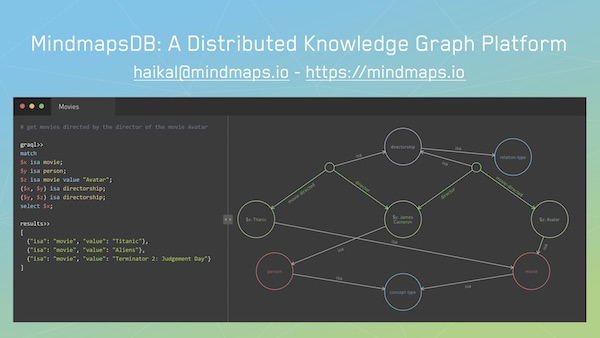 MindmapsDB: A Distributed Knowledge Graph Platform
haikal@mindmaps.io - https://mindmaps.io
Movies
# get movies directed by the director of the movie Avatar
graql>>
match
$x isa movie;
$y isa person;
$z isa movie value "Avatar";
($x, $y) isa directorship;
($y, $z) isa directorship;
select $x;
results>>
[
{"isa": "movie", "value": "Titanic"},
{"isa": "movie", "value": "Aliens"},
{"isa": "movie", "value": "Terminator 2: Judgement Day"}
]
directorship
relation-type
isa
isa
isa
movie-directed
director
director
movie-directed
$x: Titanic
$y: James
Cameron
$z: Avatar
isa
isa
isa
person
movie
isa
isa
concept-type